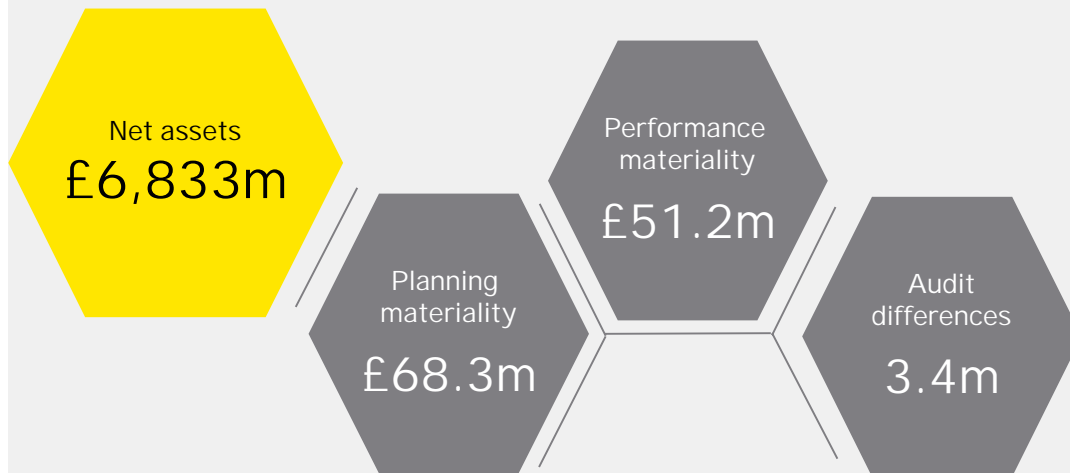 Net assets
£6,833m
Planning
materiality
£68.3m
Performance
materiality
£51.2m
Audit
differences
3.4m